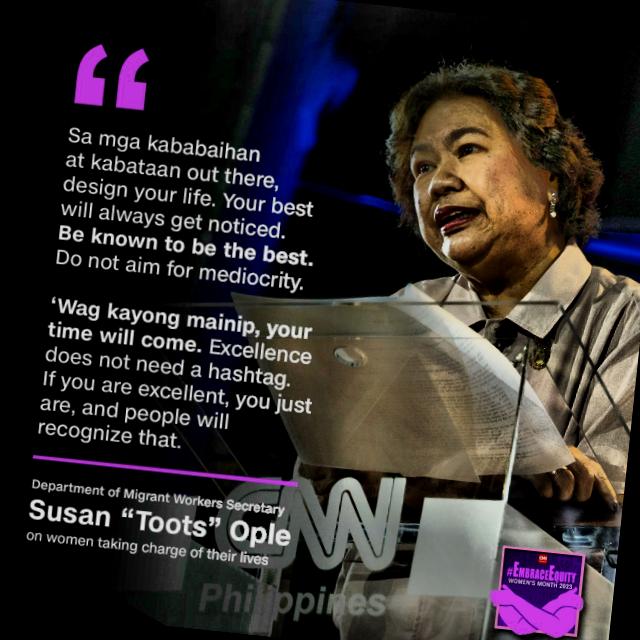 Sa mga kababaihan
at kabataan out there,
design your life. Your best
will always get noticed.
Be known to be the best.
Do not aim for mediocrity.
‘Wag kayong mainip, your
time will come. Excellence
does not need a hashtag.
If you are excellent, you just
are, and people will
recognize that.
Department of Migrant Workers Secretary
Susan “Toots” Ople
on women taking charge of their lives
CNN
Philippines
CNN
#EMBRACEEQUITY
WOMEN'S MONTH 2023